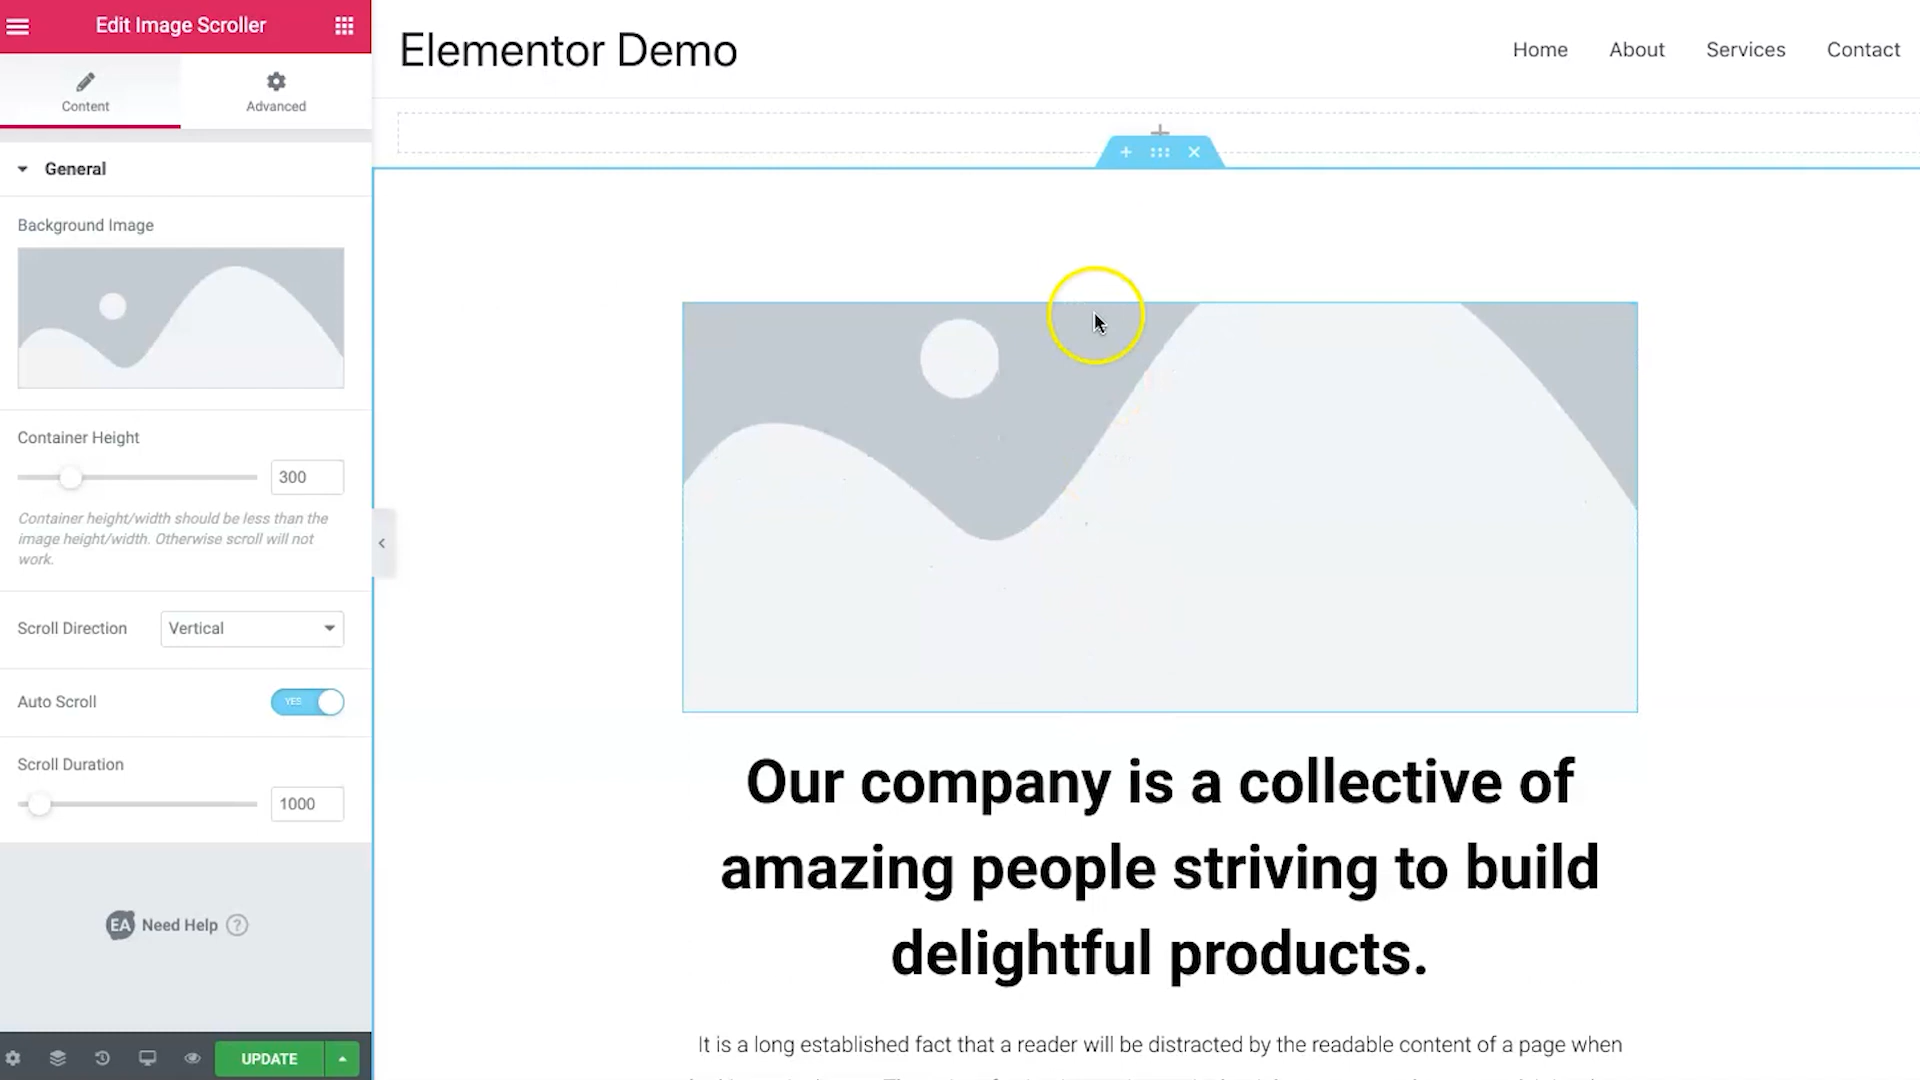 Edit Image Scroller
Content
Advanced
General
Background Image
Container Height
300
Container height/width should be less than the
image height/width. Otherwise scroll will not
work.
Scroll Direction
Vertical
Auto Scroll
YES
Scroll Duration
1000
EA Need Help ?
UPDATE
Elementor Demo
Home About Services Contact
Our company is a collective of
amazing people striving to build
delightful products.
It is a long established fact that a reader will be distracted by the readable content of a page when